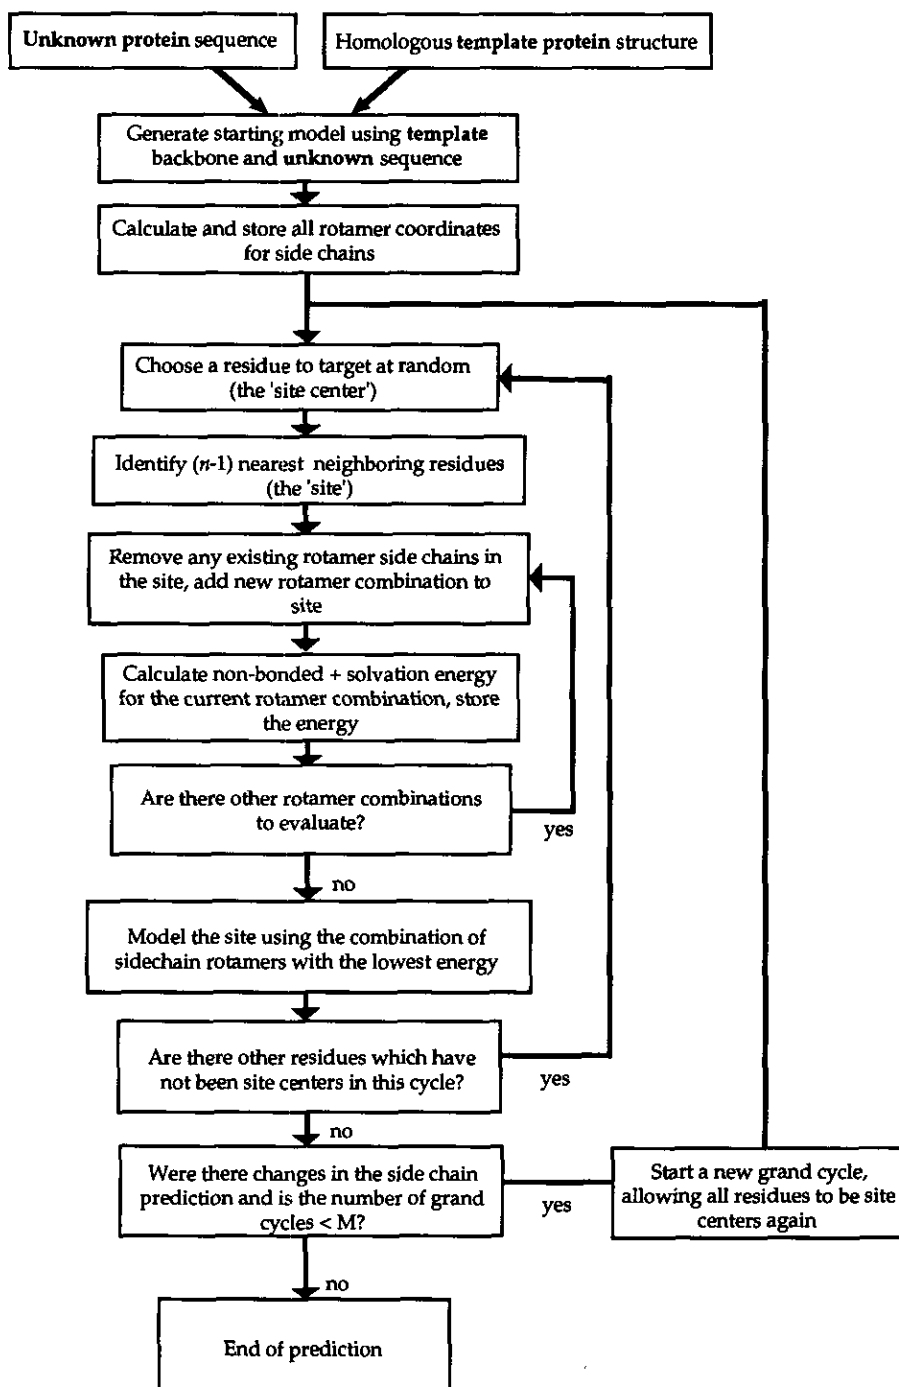 Unknown protein sequence
Homologous template protein structure
Generate starting model using template
backbone and unknown sequence
Calculate and store all rotamer coordinates
for side chains
Choose a residue to target at random
(the 'site center')
Identify (n-1) nearest neighboring residues
(the 'site')
Remove any existing rotamer side chains in
the site, add new rotamer combination to
site
Calculate non-bonded + solvation energy
for the current rotamer combination, store
the energy
Are there other rotamer combinations
to evaluate?
yes
no
Model the site using the combination of
sidechain rotamers with the lowest energy
Are there other residues which have
not been site centers in this cycle?
yes
no
Were there changes in the side chain
prediction and is the number of grand
cycles < M?
yes
Start a new grand cycle,
allowing all residues to be site
centers again
no
End of prediction